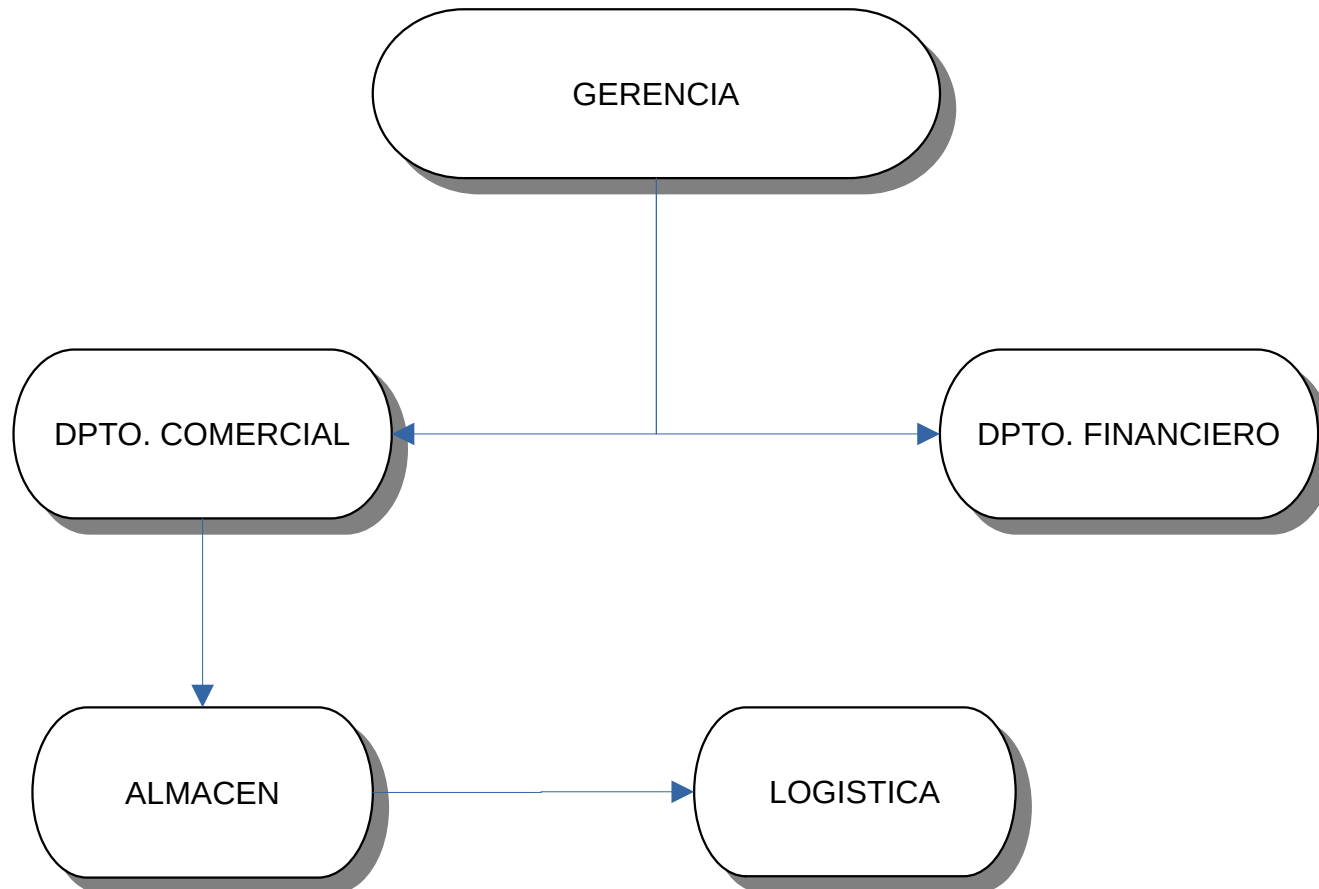 GERENCIA
DPTO. COMERCIAL
DPTO. FINANCIERO
ALMACEN
LOGISTICA